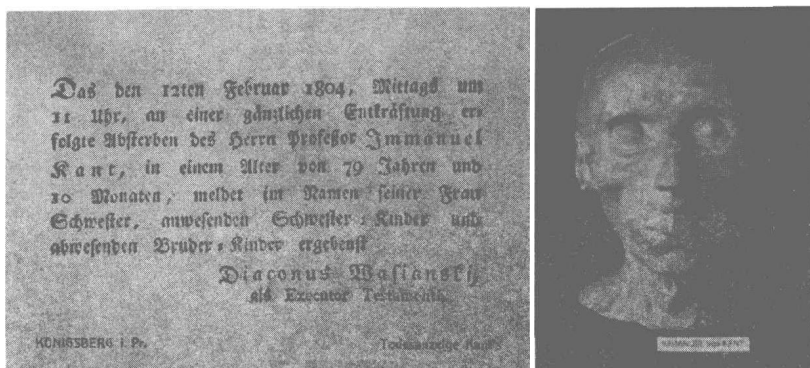 Das den 12ten Februar 1804, Mittags um
11 Uhr, an einer gänzlichen Entkräftung er-
folgte Absterben des Herrn Profeßor Immanuel
Kant, in einem Alter von 79 Jahren und
10 Monaten, meldet im Namen seiner Frau
Schwester, anwesenden Schwester-Kinder und
abwesenden Bruder-Kinder ergebenst
Diaconus Wasianski,
als Executor Testamenti.
KÖNIGSBERG i. Pr.
Todesanzeige Kants